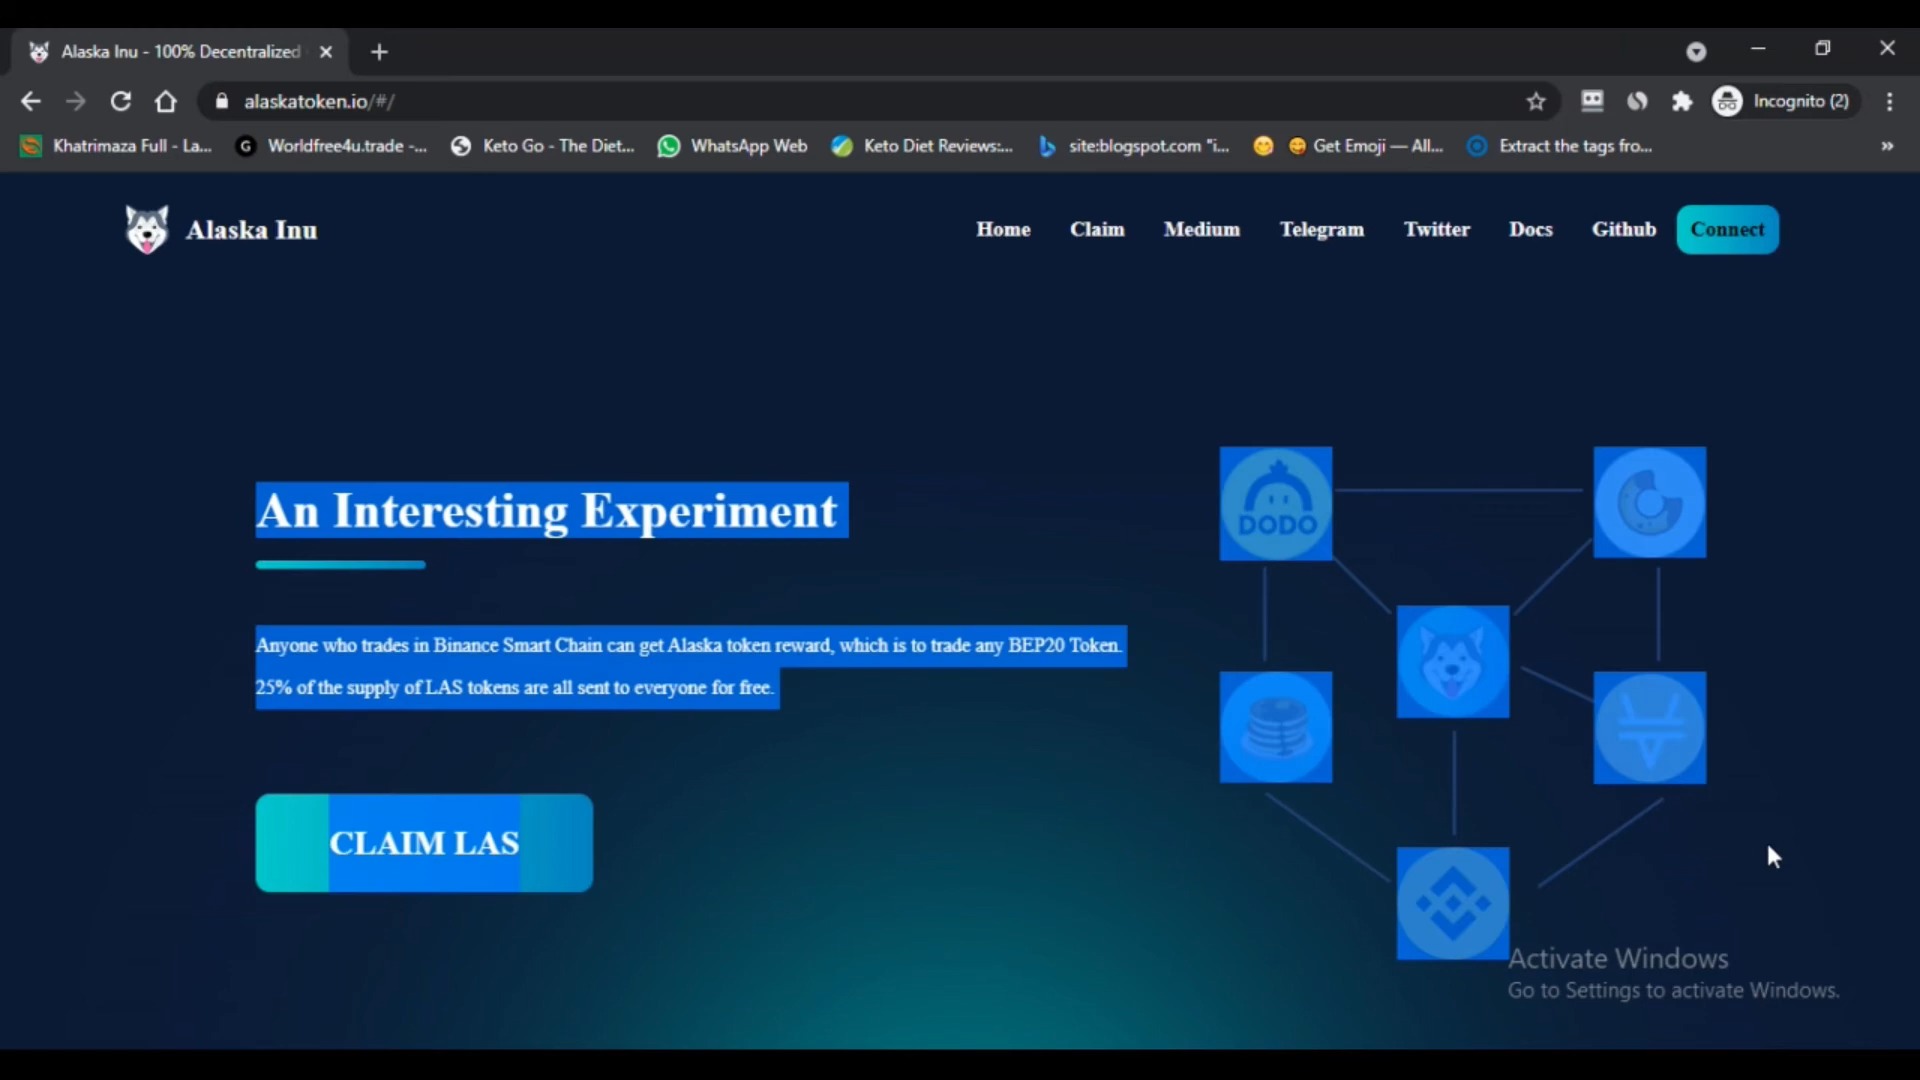 Alaska Inu - 100% Decentralized
alaskatoken.io/#/
Incognito (2)
Khatrimaza Full - La...
G
Worldfree4u.trade -...
Keto Go - The Diet...
WhatsApp Web
Keto Diet Reviews:...
site:blogspot.com "i...
Get Emoji — All...
Extract the tags fro...
»
Alaska Inu
Home
Claim
Medium
Telegram
Twitter
Docs
Github
Connect
An Interesting Experiment
Anyone who trades in Binance Smart Chain can get Alaska token reward, which is to trade any BEP20 Token.
25% of the supply of LAS tokens are all sent to everyone for free.
CLAIM LAS
DODO
Activate Windows
Go to Settings to activate Windows.